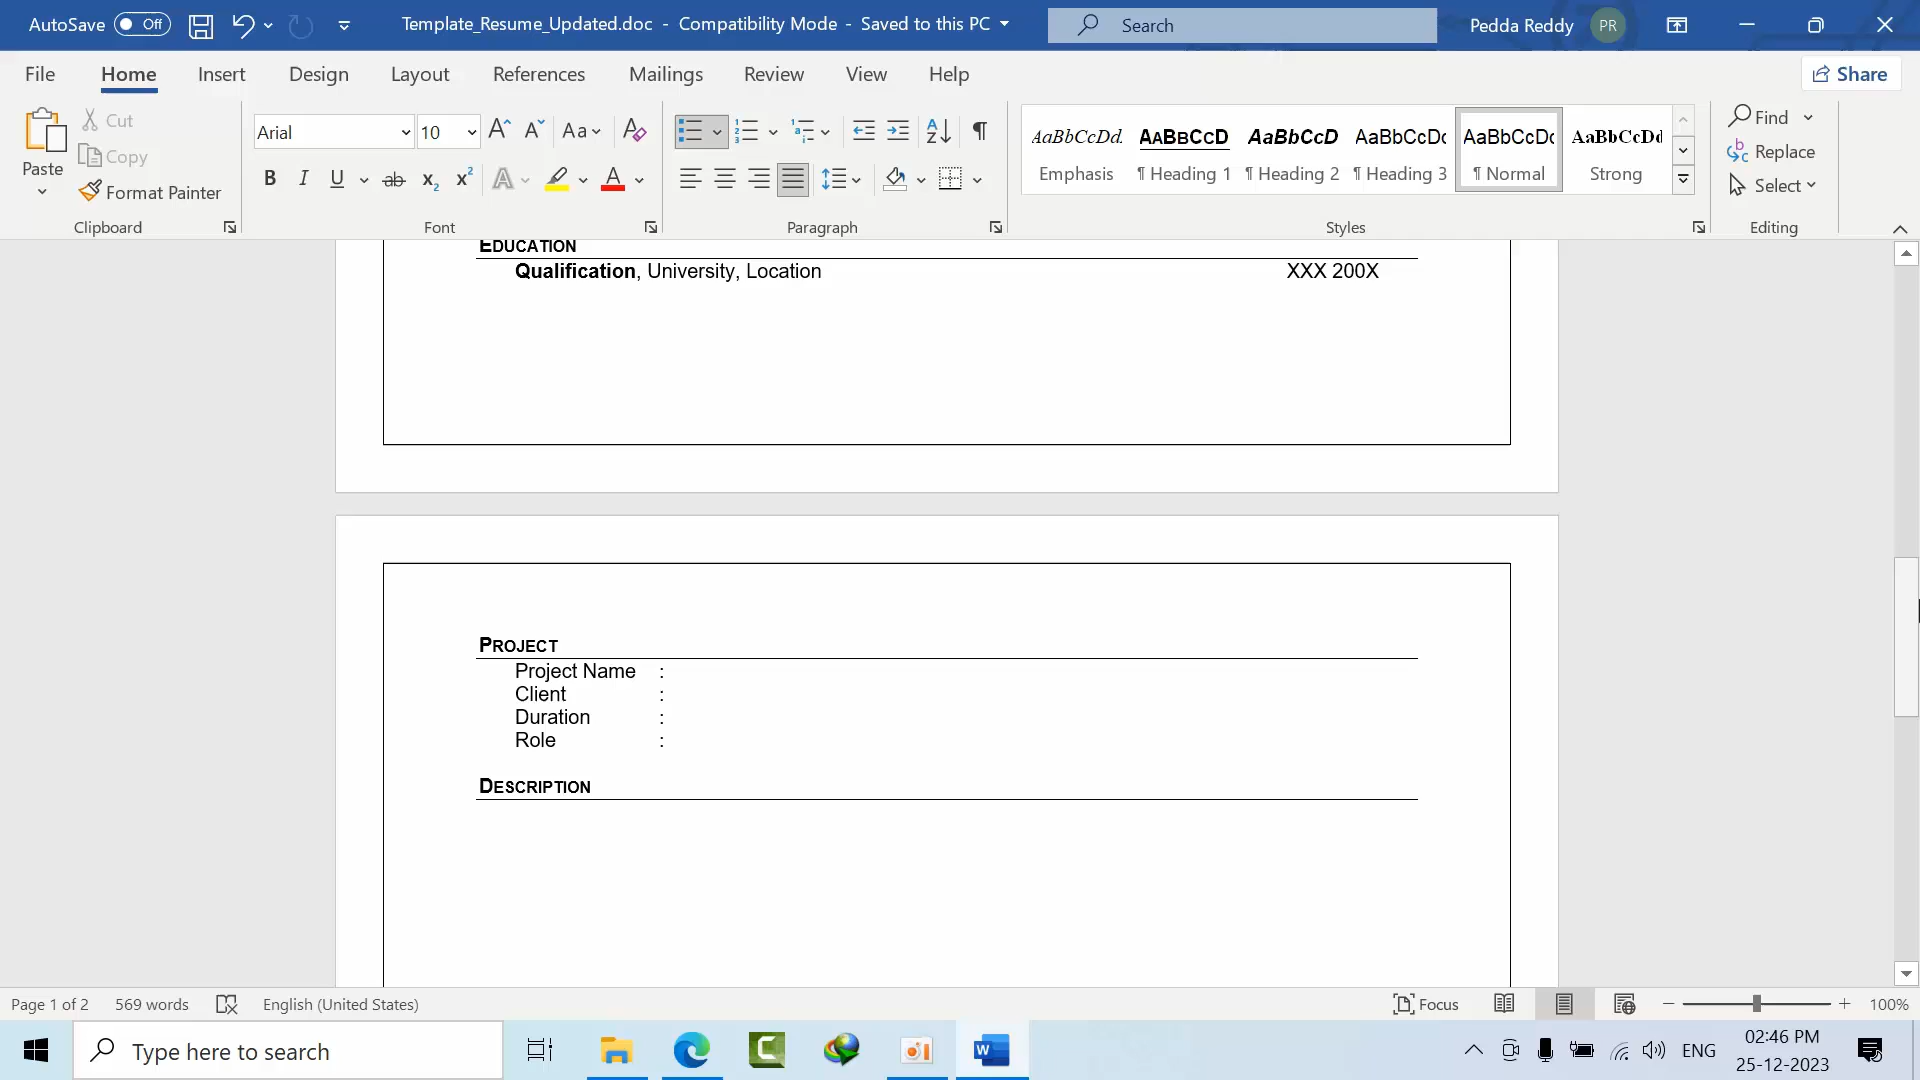 AutoSave Off Template_Resume_Updated.doc - Compatibility Mode - Saved to this PC Search Pedda Reddy PR
File Home Insert Design Layout References Mailings Review View Help Share
Paste Cut Copy Format Painter Clipboard
Arial 10 Font
Paragraph
AaBbCcDd. AABBCCD AaBbCcD AaBbCcDc AaBbCcDc AaBbCcDd
Emphasis ¶ Heading 1 ¶ Heading 2 ¶ Heading 3 ¶ Normal Strong
Styles
Find
Replace
Select
Editing
EDUCATION
Qualification, University, Location XXX 200X
PROJECT
Project Name :
Client :
Duration :
Role :
DESCRIPTION
Page 1 of 2 569 words English (United States) Focus 100%
Type here to search ENG 02:46 PM
25-12-2023